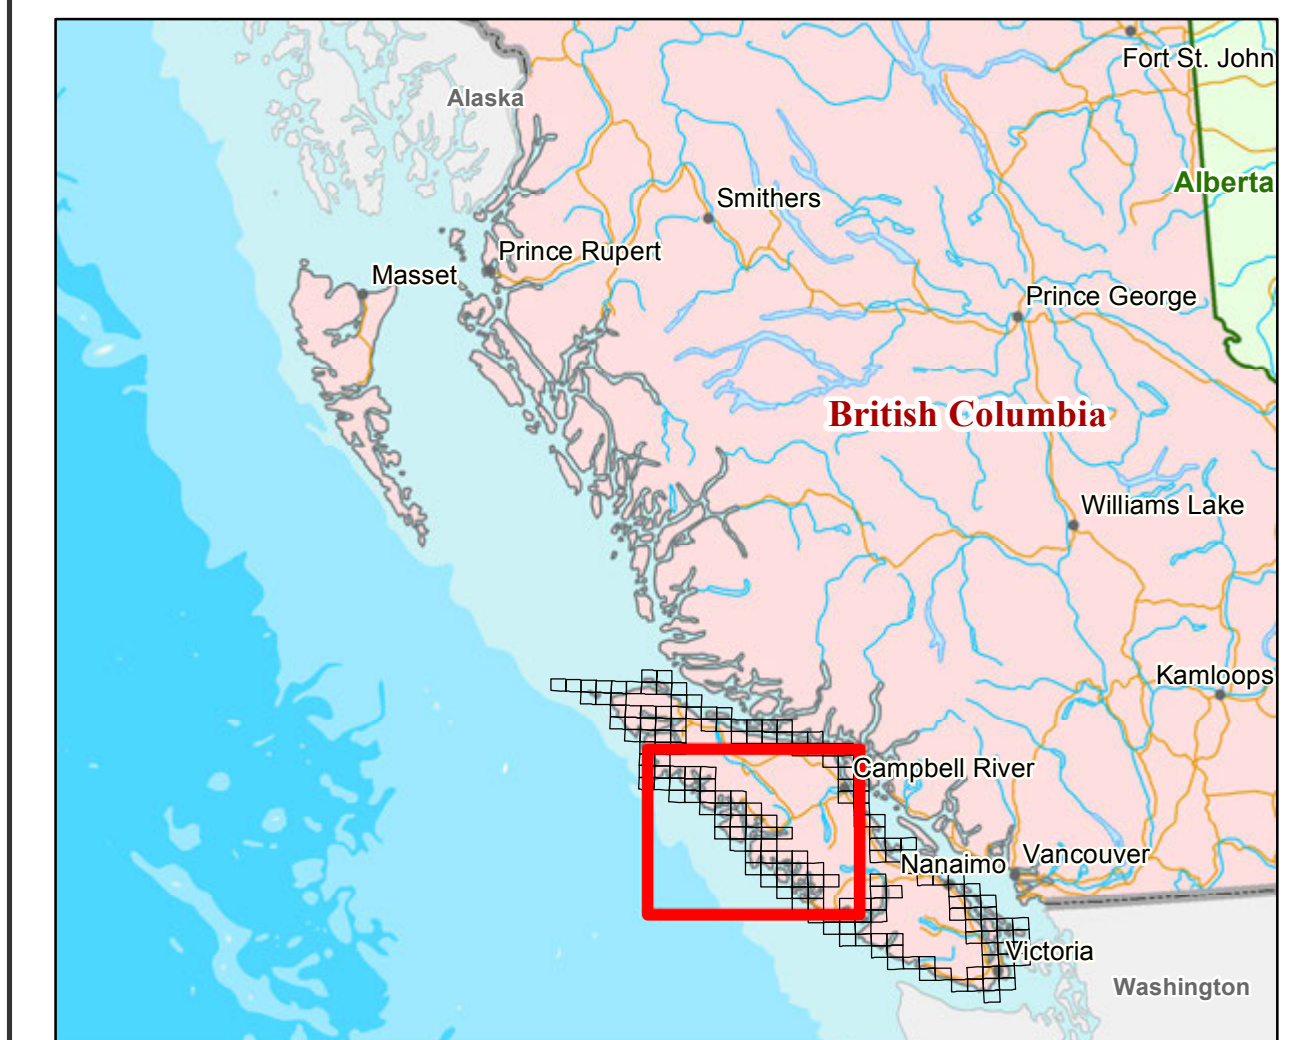 Fort St. John
Alaska
Alberta
Smithers
Prince Rupert
Masset
Prince George
British Columbia
Williams Lake
Kamloops
Campbell River
Vancouver
Nanaimo
Victoria
Washington